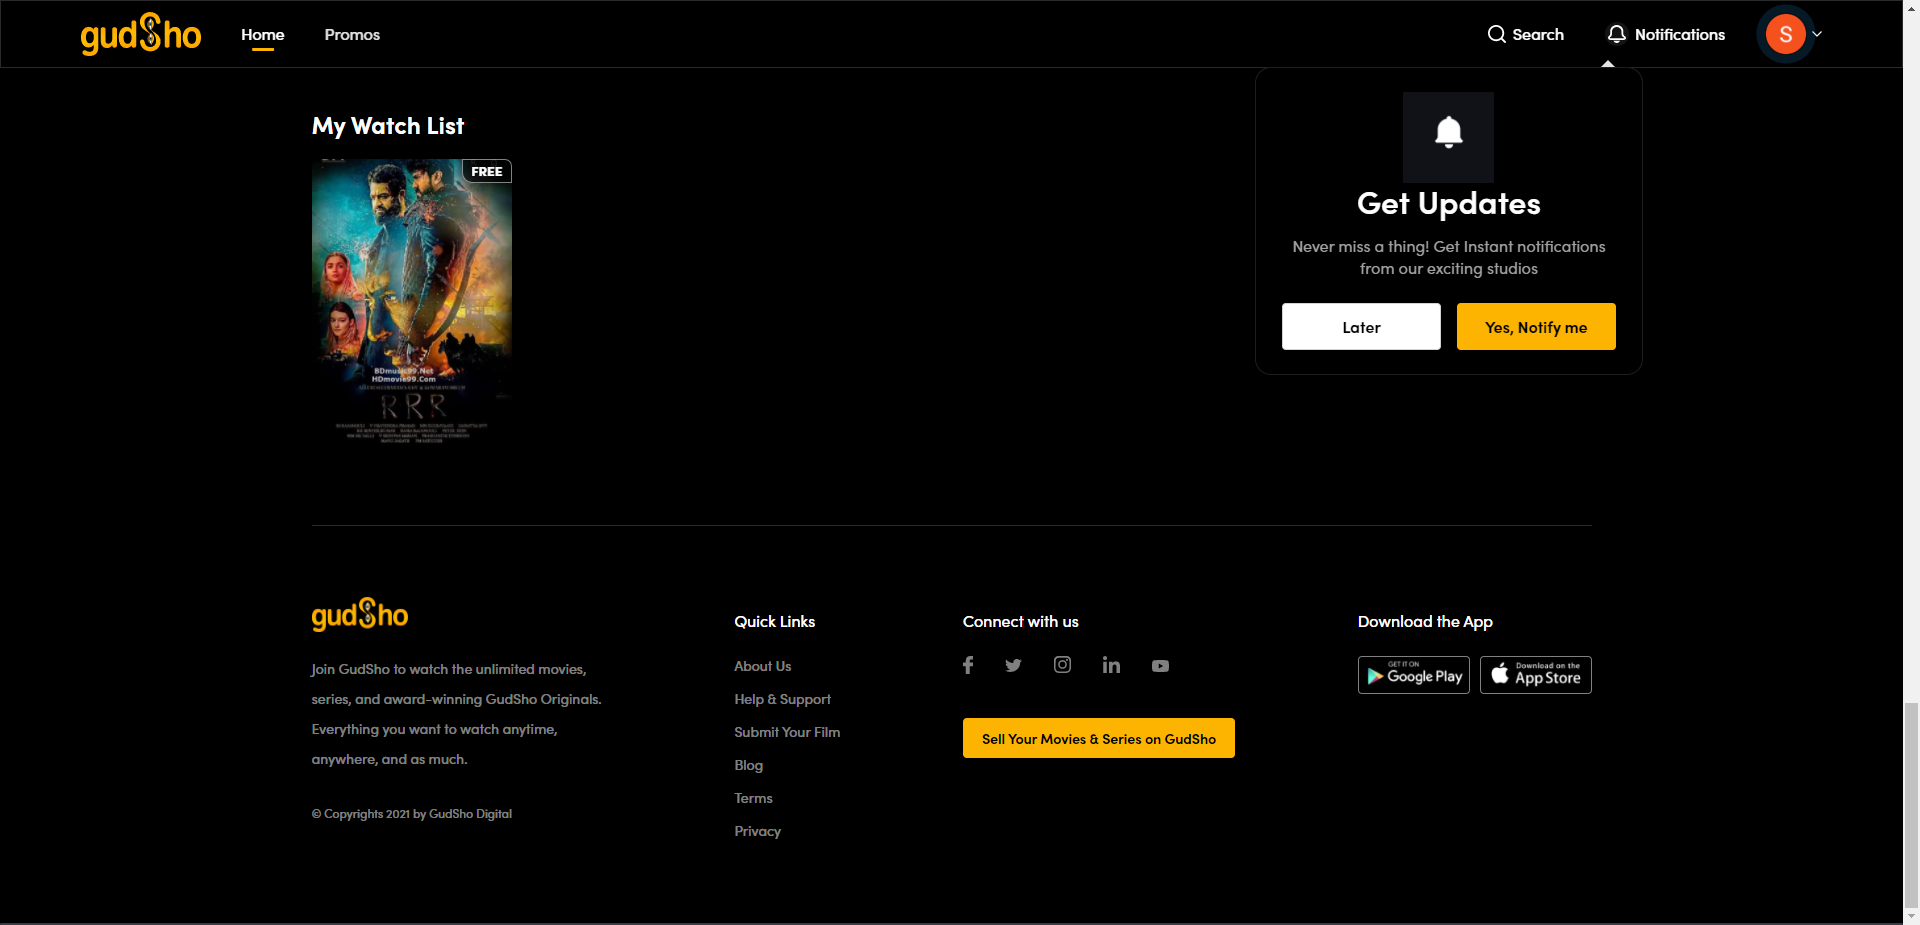 gudSho
Home
Promos
Search
Notifications
S
My Watch List
FREE
BDmusic99.Net
HDmovie99.Com
RRR
Get Updates
Never miss a thing! Get Instant notifications
from our exciting studios
Later
Yes, Notify me
gudSho
Join GudSho to watch the unlimited movies,
series, and award-winning GudSho Originals.
Everything you want to watch anytime,
anywhere, and as much.
© Copyrights 2021 by GudSho Digital
Quick Links
About Us
Help & Support
Submit Your Film
Blog
Terms
Privacy
Connect with us
Sell Your Movies & Series on GudSho
Download the App
GET IT ON
Google Play
Download on the
App Store